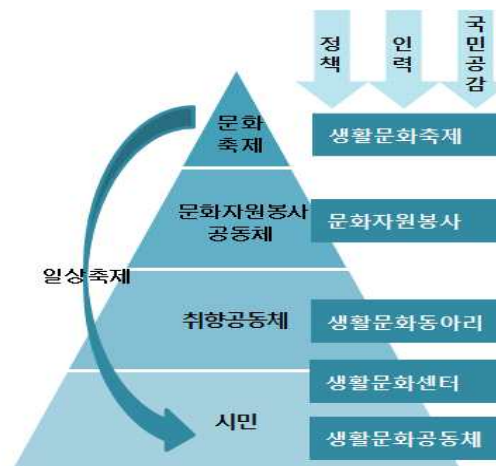 정책
인력
국민공감
문화
축제
생활문화축제
문화자원봉사
공동체
문화자원봉사
일상축제
취향공동체
생활문화동아리
생활문화센터
시민
생활문화공동체